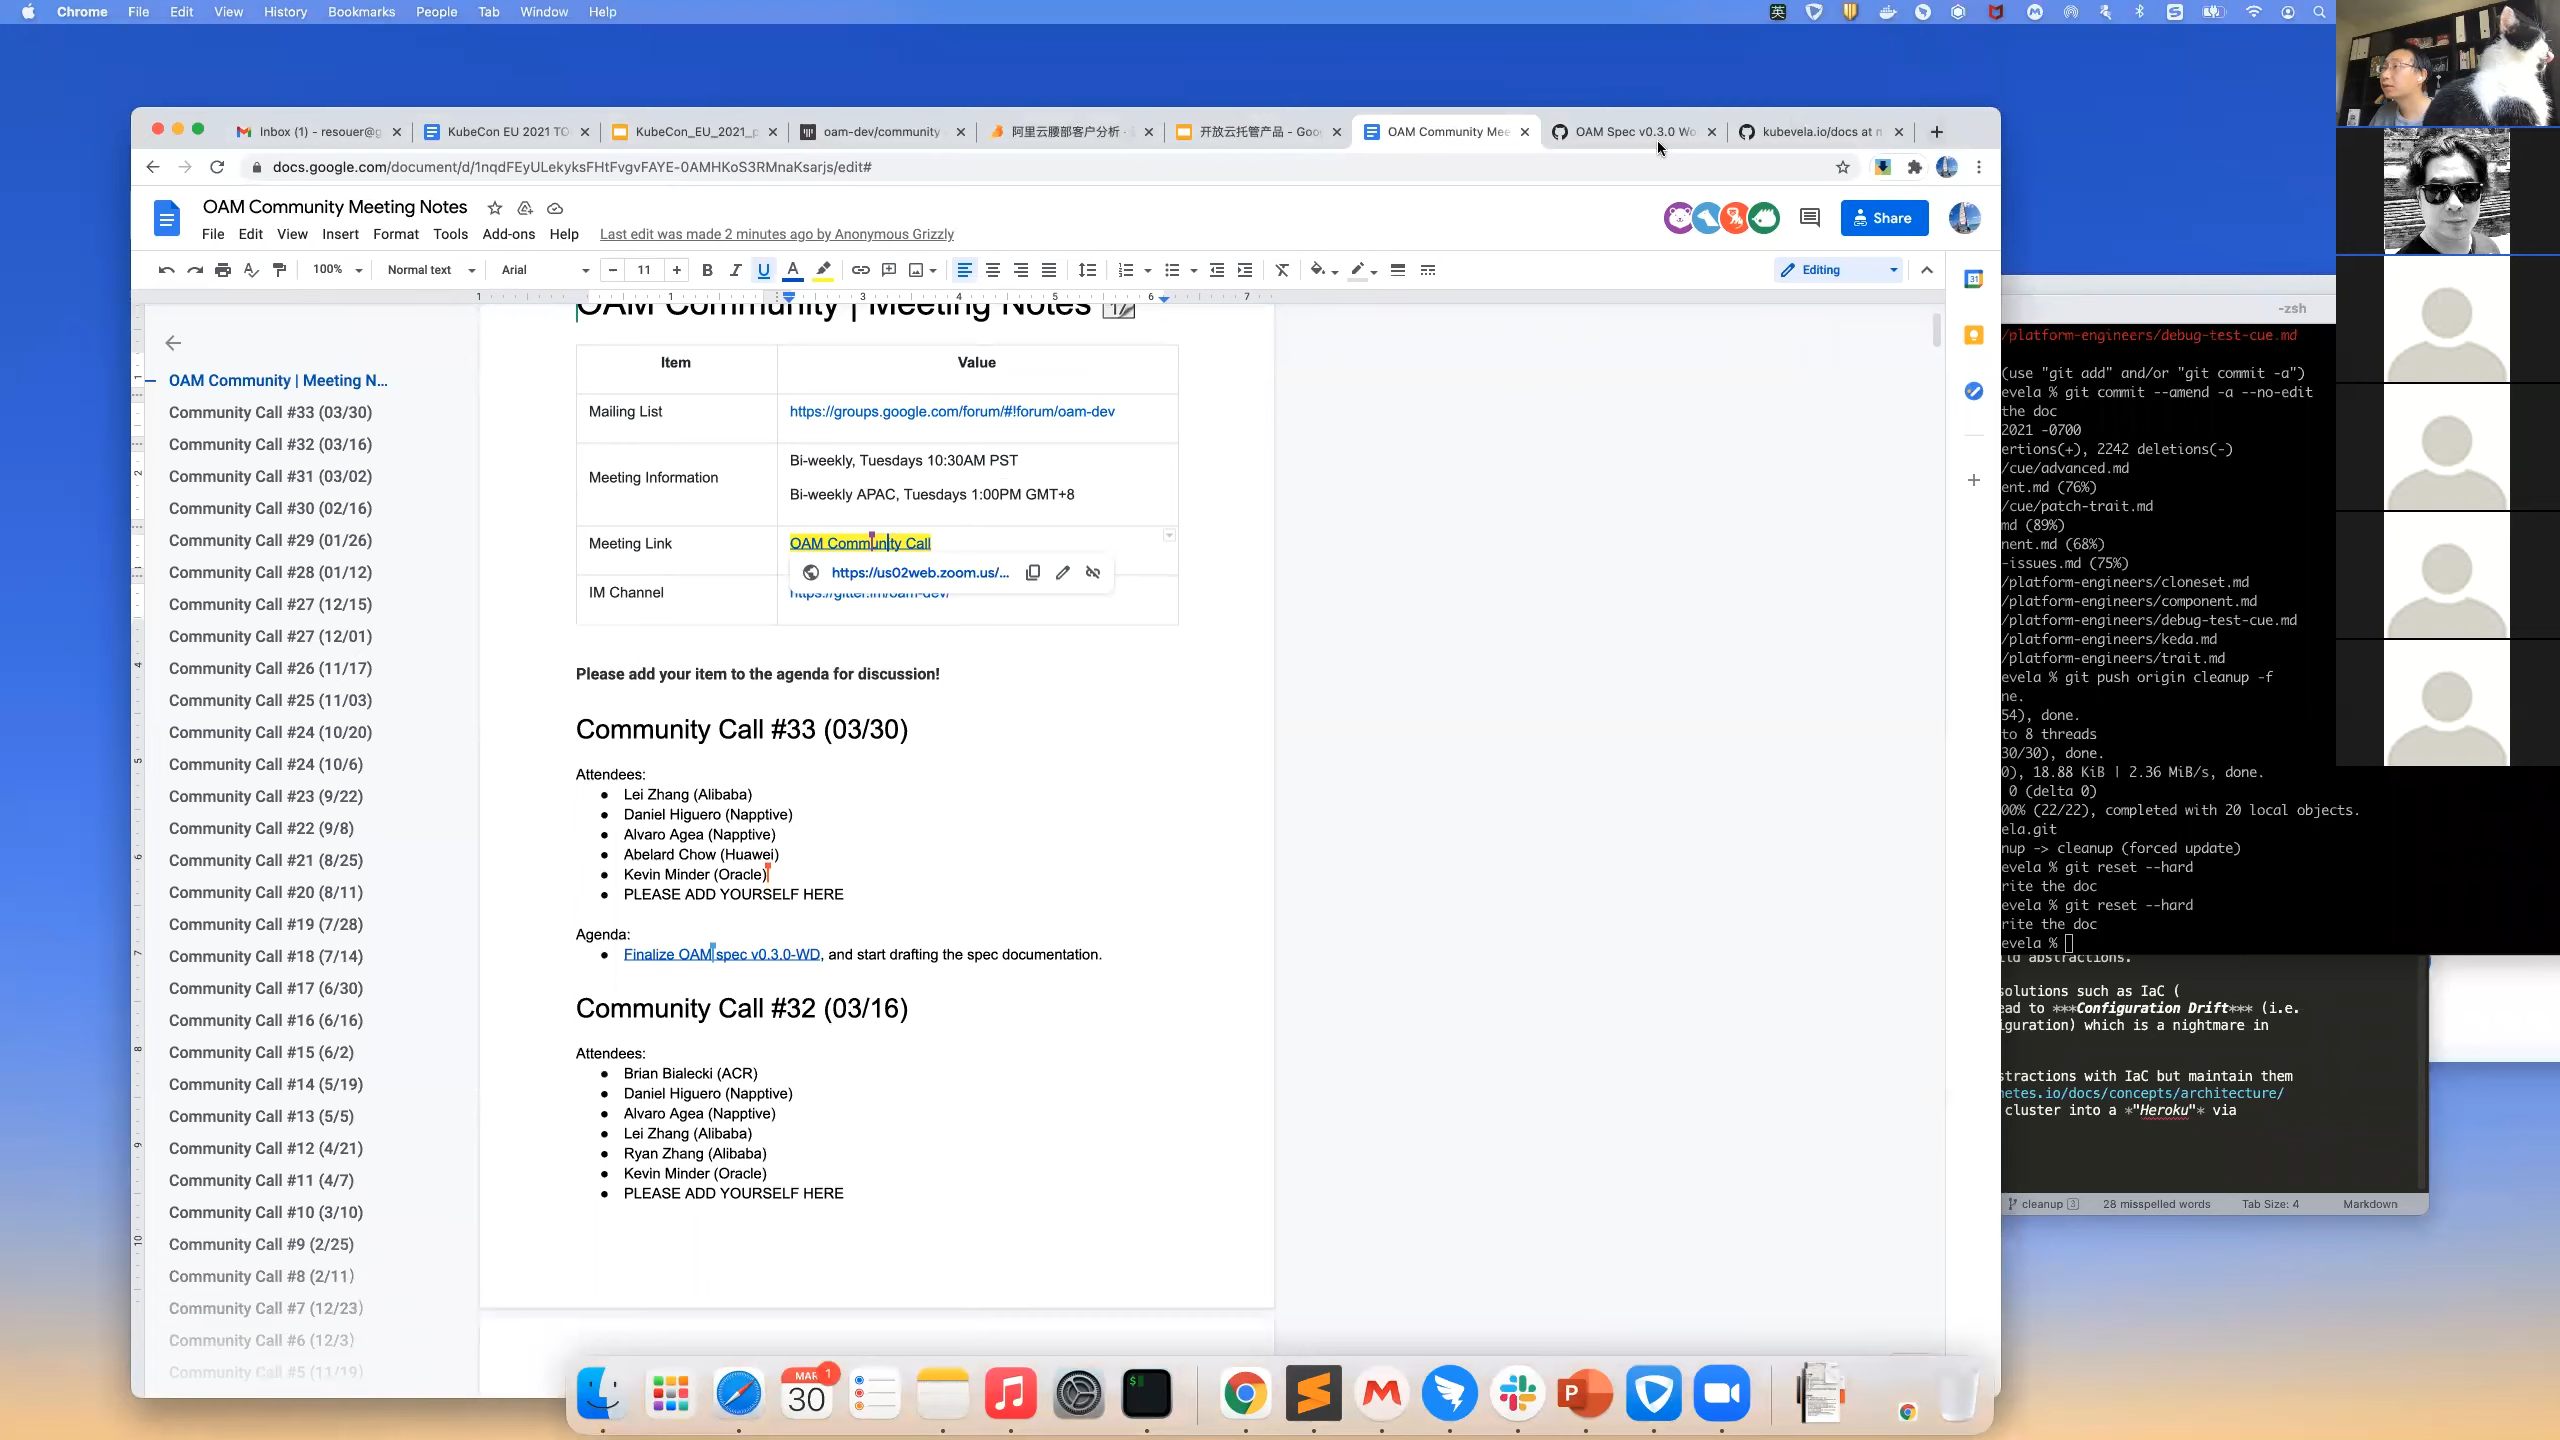 Chrome File Edit View History Bookmarks People Tab Window Help
英
Inbox (1) - resouer@g
KubeCon EU 2021 TO
KubeCon_EU_2021_p
oam-dev/community
阿里云腰部客户分析 -
开放云托管产品 - Goo
OAM Community Mee
OAM Spec v0.3.0 Wo
kubevela.io/docs at m
docs.google.com/document/d/1nqdFEyULekyksFHtFvgvFAYE-0AMHKoS3RMnaKsarjs/edit#
OAM Community Meeting Notes
Share
File Edit View Insert Format Tools Add-ons Help Last edit was made 2 minutes ago by Anonymous Grizzly
100% Normal text Arial 11 Editing
OAM Community | Meeting N...
Community Call #33 (03/30)
Community Call #32 (03/16)
Community Call #31 (03/02)
Community Call #30 (02/16)
Community Call #29 (01/26)
Community Call #28 (01/12)
Community Call #27 (12/15)
Community Call #27 (12/01)
Community Call #26 (11/17)
Community Call #25 (11/03)
Community Call #24 (10/20)
Community Call #24 (10/6)
Community Call #23 (9/22)
Community Call #22 (9/8)
Community Call #21 (8/25)
Community Call #20 (8/11)
Community Call #19 (7/28)
Community Call #18 (7/14)
Community Call #17 (6/30)
Community Call #16 (6/16)
Community Call #15 (6/2)
Community Call #14 (5/19)
Community Call #13 (5/5)
Community Call #12 (4/21)
Community Call #11 (4/7)
Community Call #10 (3/10)
Community Call #9 (2/25)
Community Call #8 (2/11)
Community Call #7 (12/23)
Community Call #6 (12/3)
Community Call #5 (11/19)
OAM Community | Meeting Notes
Item Value
Mailing List https://groups.google.com/forum/#!forum/oam-dev
Meeting Information
Bi-weekly, Tuesdays 10:30AM PST
Bi-weekly APAC, Tuesdays 1:00PM GMT+8
Meeting Link OAM Community Call
https://us02web.zoom.us/...
IM Channel https://gitter.im/oam-dev/
Please add your item to the agenda for discussion!
Community Call #33 (03/30)
Attendees:
● Lei Zhang (Alibaba)
● Daniel Higuero (Napptive)
● Alvaro Agea (Napptive)
● Abelard Chow (Huawei)
● Kevin Minder (Oracle)
● PLEASE ADD YOURSELF HERE
Agenda:
● Finalize OAM spec v0.3.0-WD, and start drafting the spec documentation.
Community Call #32 (03/16)
Attendees:
● Brian Bialecki (ACR)
● Daniel Higuero (Napptive)
● Alvaro Agea (Napptive)
● Lei Zhang (Alibaba)
● Ryan Zhang (Alibaba)
● Kevin Minder (Oracle)
● PLEASE ADD YOURSELF HERE
-zsh
/platform-engineers/debug-test-cue.md
(use "git add" and/or "git commit -a")
evela % git commit --amend -a --no-edit
the doc
2021 -0700
ertions(+), 2242 deletions(-)
/cue/advanced.md
ent.md (76%)
/cue/patch-trait.md
md (89%)
nent.md (68%)
-issues.md (75%)
/platform-engineers/cloneset.md
/platform-engineers/component.md
/platform-engineers/debug-test-cue.md
/platform-engineers/keda.md
/platform-engineers/trait.md
evela % git push origin cleanup -f
ne.
54), done.
to 8 threads
30/30), done.
0), 18.88 KiB | 2.36 MiB/s, done.
0 (delta 0)
00% (22/22), completed with 20 local objects.
ela.git
nup -> cleanup (forced update)
evela % git reset --hard
rite the doc
evela % git reset --hard
rite the doc
evela %
ld abstractions.
solutions such as IaC (
ead to ***Configuration Drift*** (i.e.
iguration) which is a nightmare in
stractions with IaC but maintain them
netes.io/docs/concepts/architecture/
cluster into a *"Heroku"* via
cleanup 3 28 misspelled words Tab Size: 4 Markdown
MAR 1
30